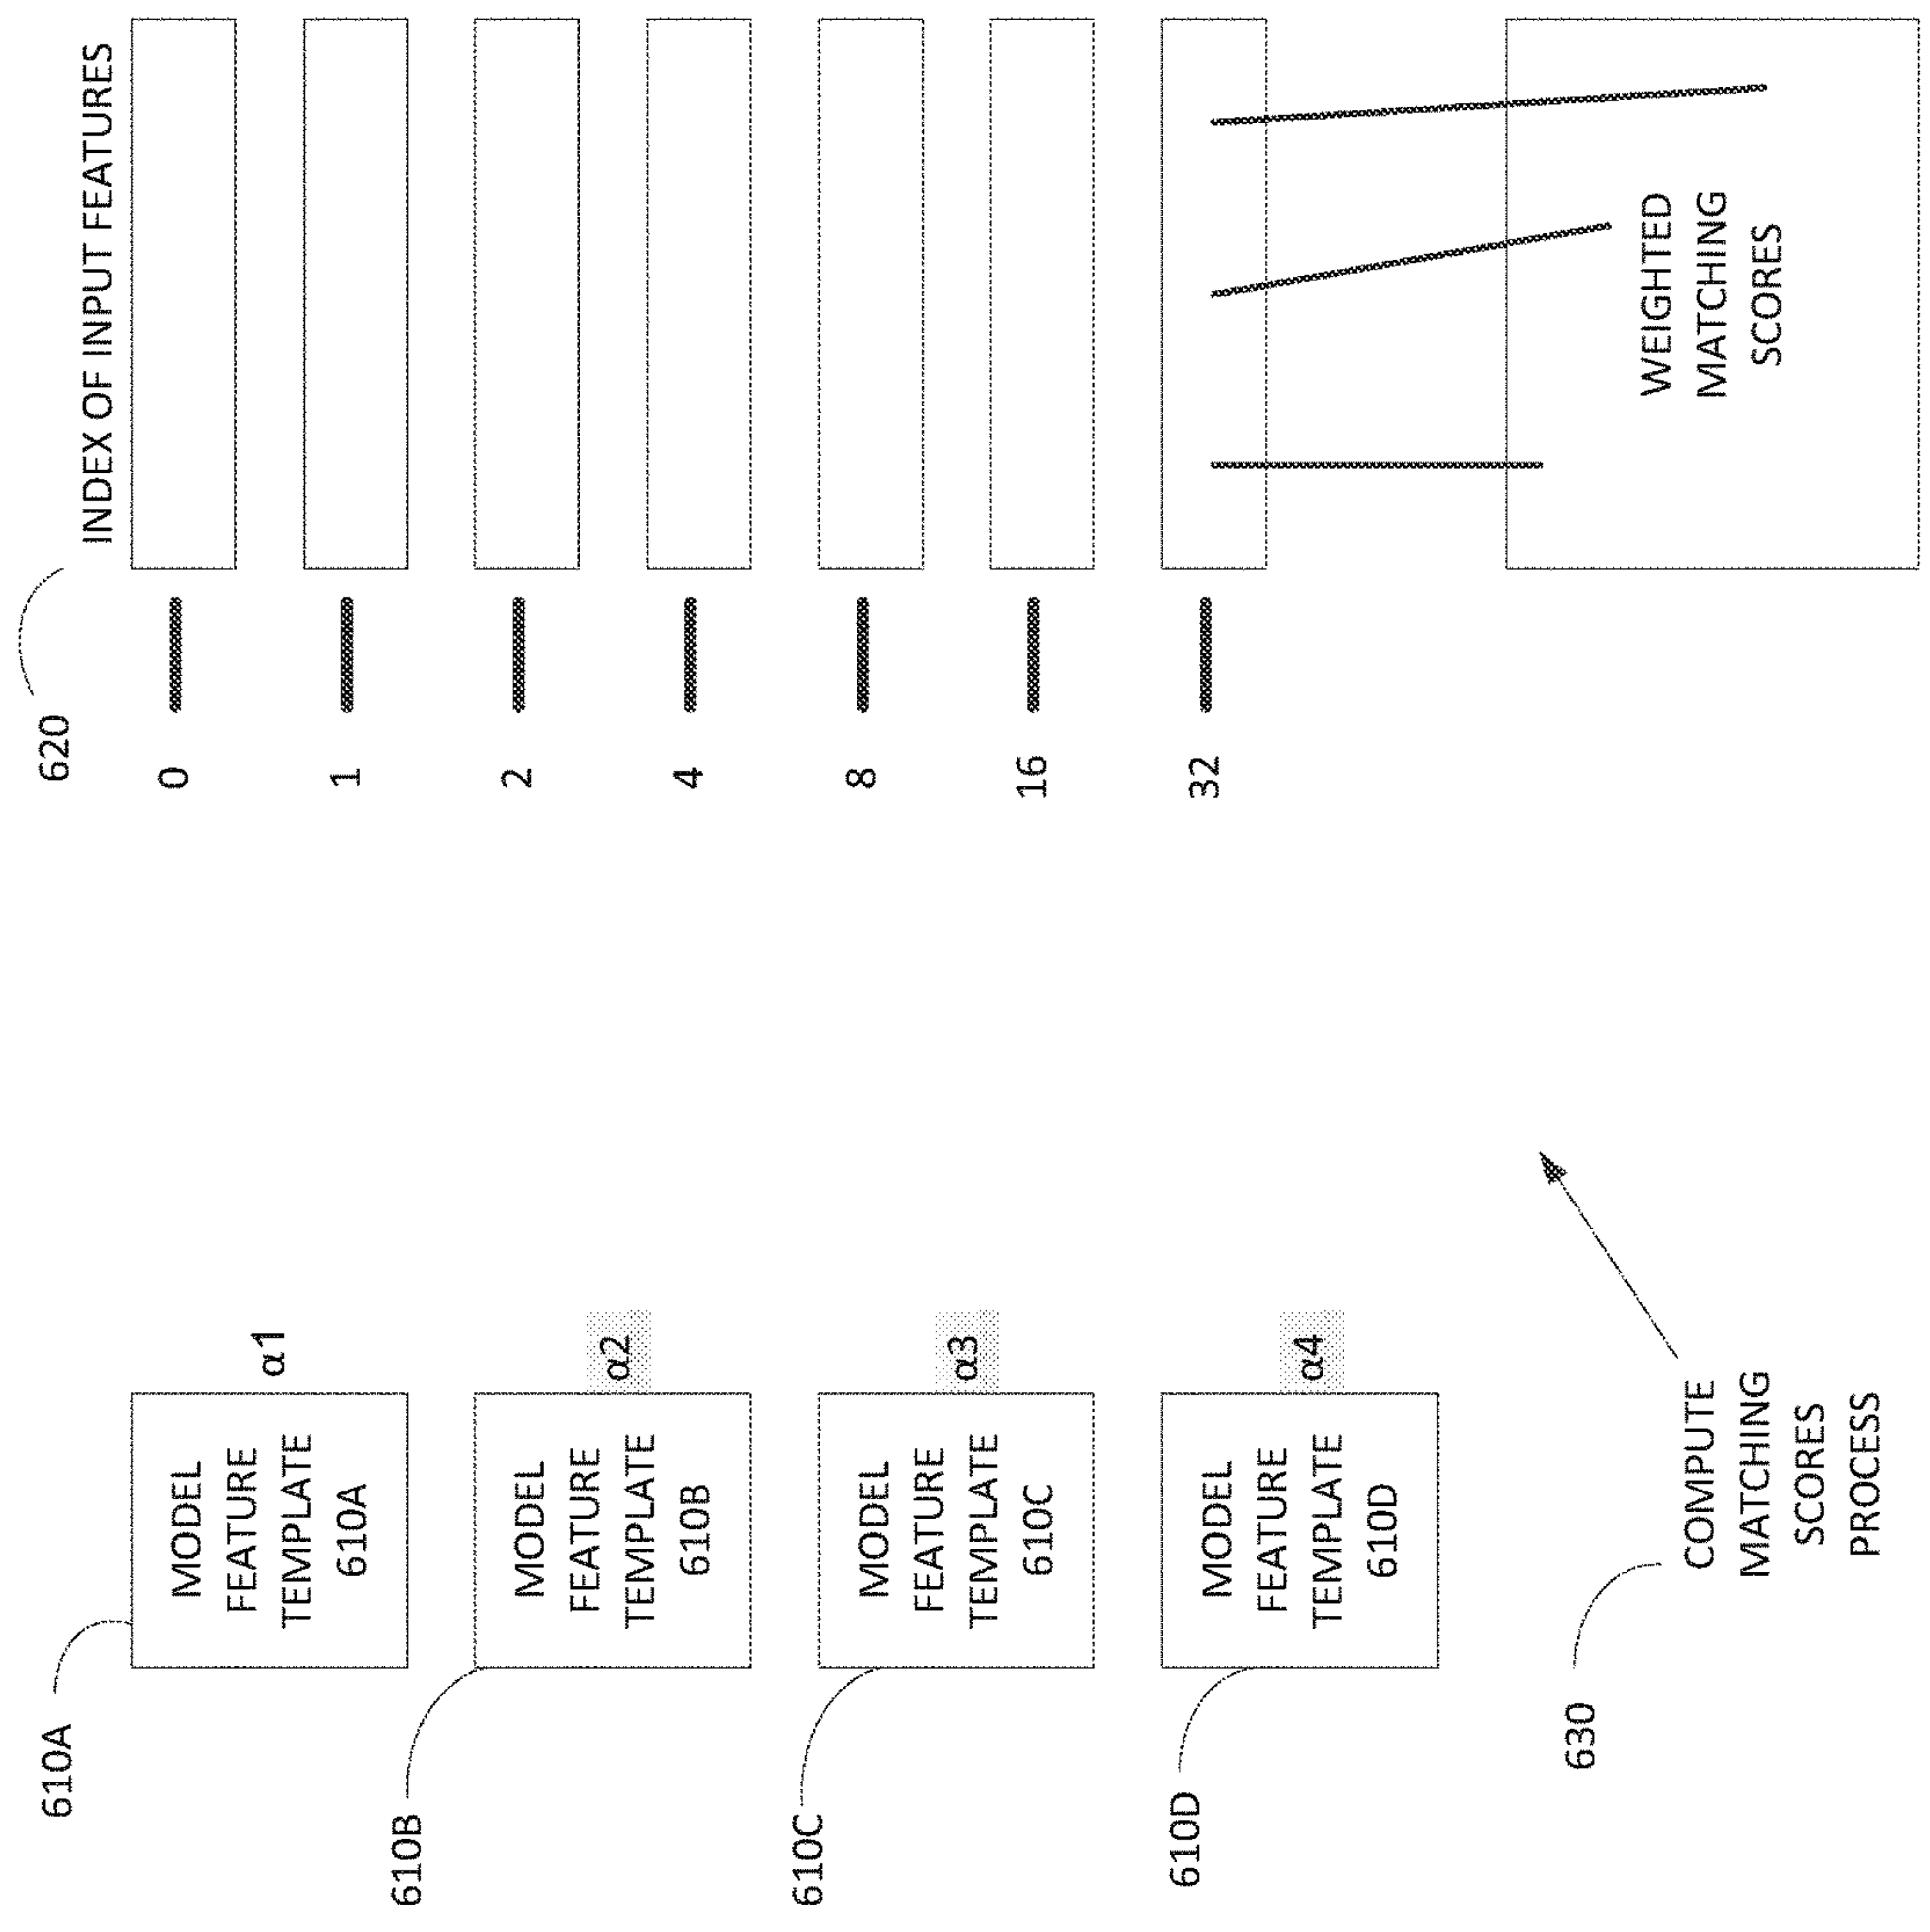 610A
MODEL
FEATURE
TEMPLATE
610A
α1
610B
MODEL
FEATURE
TEMPLATE
610B
α2
610C
MODEL
FEATURE
TEMPLATE
610C
α3
610D
MODEL
FEATURE
TEMPLATE
610D
α4
630
COMPUTE
MATCHING
SCORES
PROCESS
620
INDEX OF INPUT FEATURES
0
1
2
4
8
16
32
WEIGHTED
MATCHING
SCORES